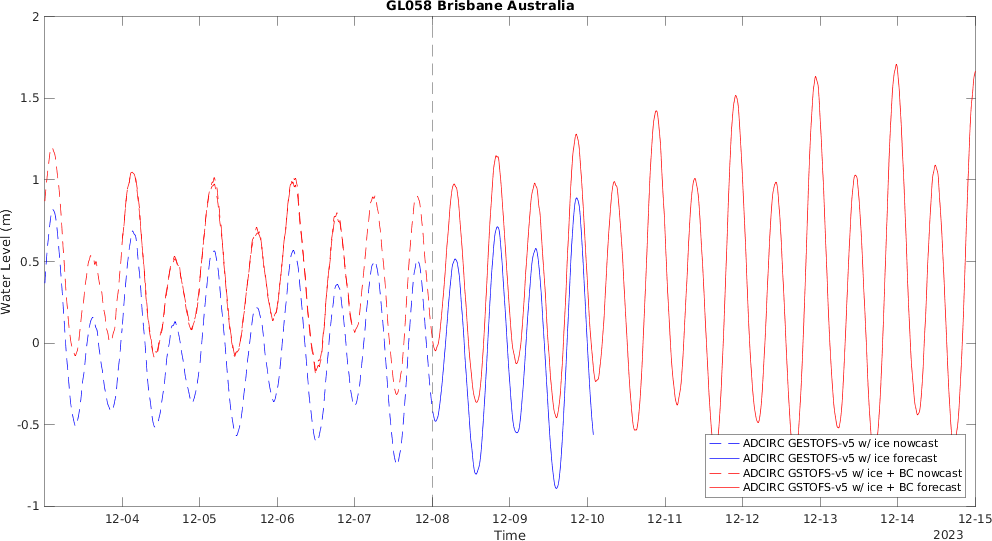 GL058 Brisbane Australia
Water Level (m)
2
1.5
1
0.5
0
-0.5
-1
ADCIRC GESTOFS-v5 w/ ice nowcast
ADCIRC GESTOFS-v5 w/ ice forecast
ADCIRC GSTOFS-v5 w/ ice + BC nowcast
ADCIRC GSTOFS-v5 w/ ice + BC forecast
12-04 12-05 12-06 12-07 12-08 12-09 12-10 12-11 12-12 12-13 12-14 12-15
Time
2023